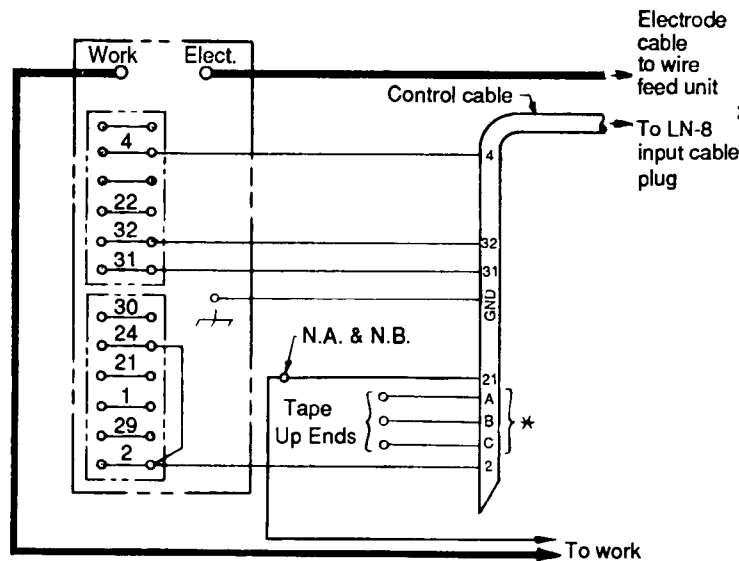 Work
Elect.
Electrode
cable
to wire
feed unit
Control cable
To LN-8
input cable
plug
4
4
22
32
32
31
31
GND
30
24
N.A. & N.B.
21
21
Tape
Up Ends
A
B
C
*
1
29
2
2
To work